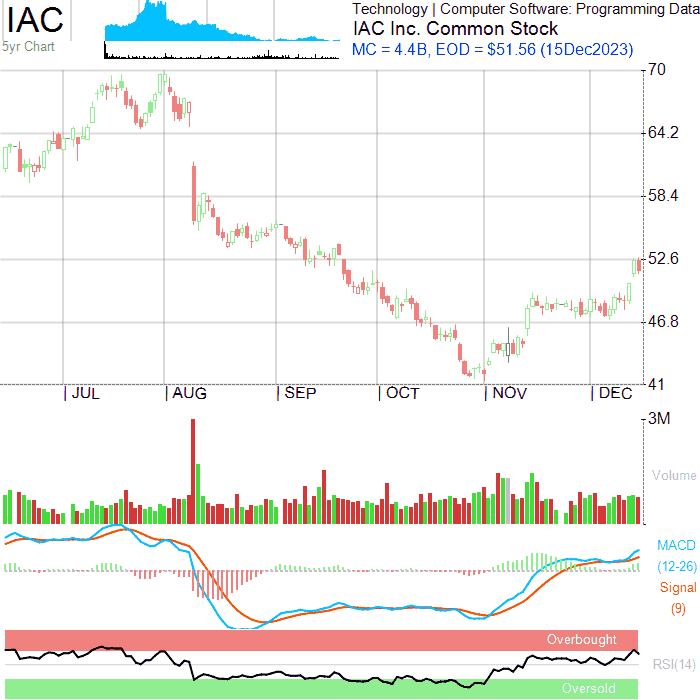 IAC
5yr Chart
Technology | Computer Software: Programming Data
IAC Inc. Common Stock
MC = 4.4B, EOD = $51.56 (15Dec2023)
70
64.2
58.4
52.6
46.8
41
JUL AUG SEP OCT NOV DEC
3M
Volume
MACD
(12-26)
Signal
(9)
Overbought
RSI(14)
Oversold